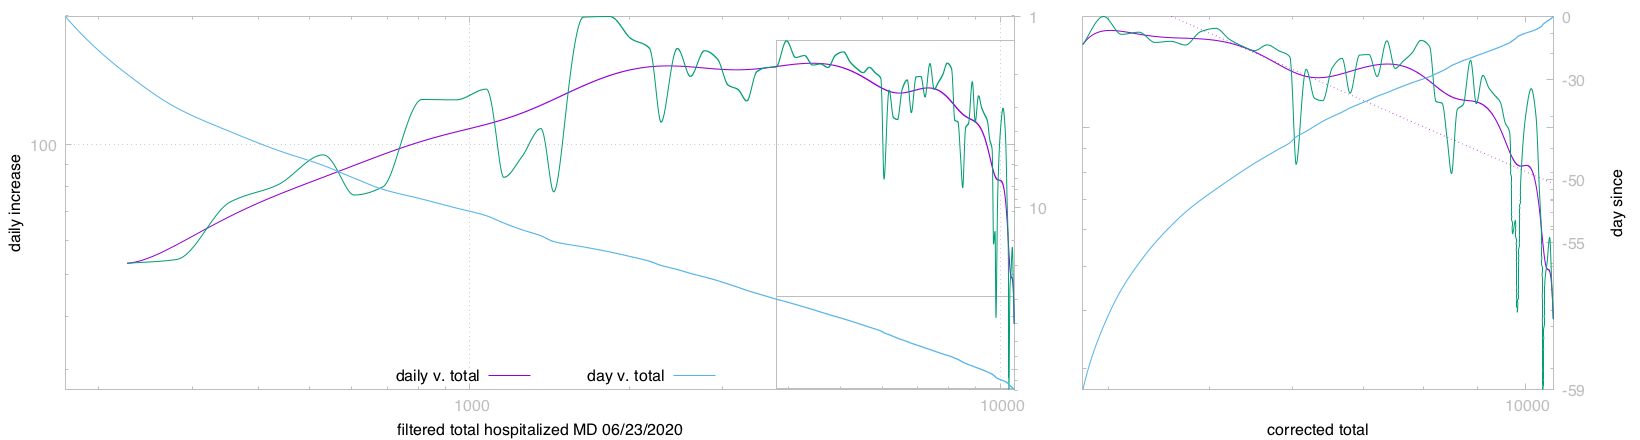 daily increase
100
1
10
daily v. total
day v. total
1000
10000
filtered total hospitalized MD 06/23/2020
0
-30
-50
-55
-59
day since
10000
corrected total